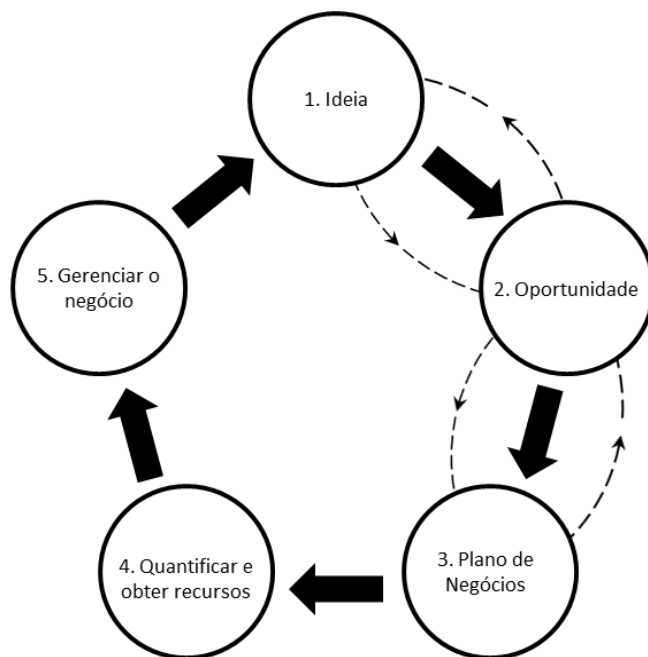 1. Ideia
2. Oportunidade
3. Plano de
Negócios
4. Quantificar e
obter recursos
5. Gerenciar o
negócio